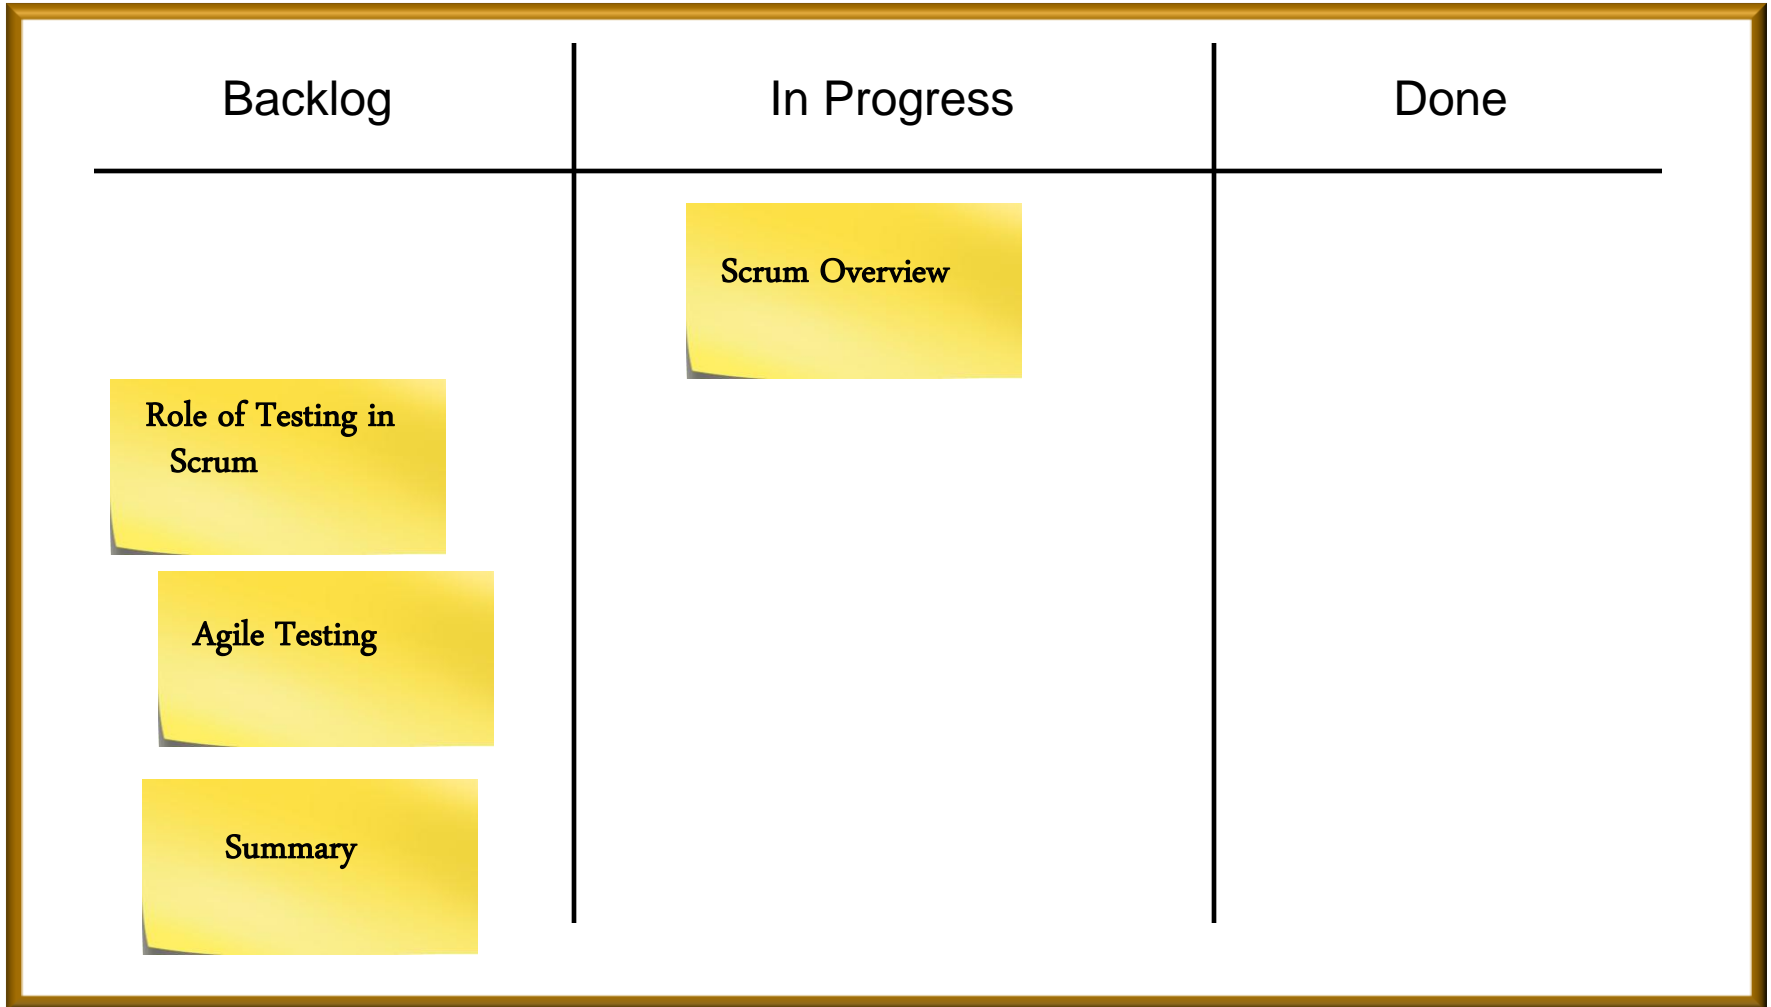 Backlog
In Progress
Done
Scrum Overview
Role of Testing in
Scrum
Agile Testing
Summary